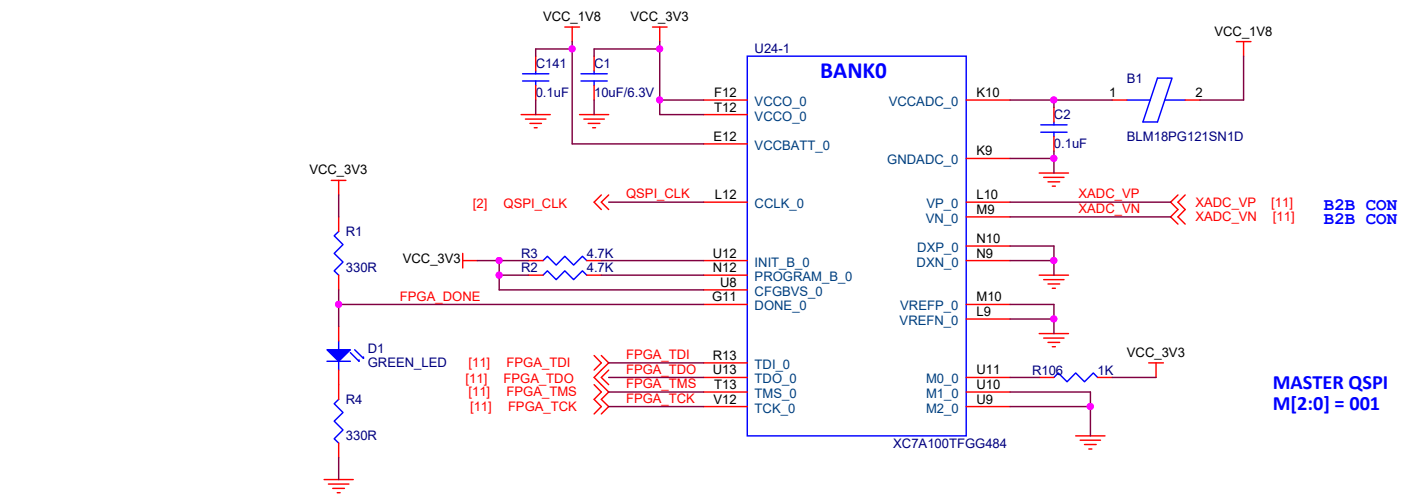 VCC_1V8 VCC_3V3
VCC_1V8
U24-1
BANK0
C141
0.1uF
C1
10uF/6.3V
F12 VCCO_0
T12 VCCO_0
E12 VCCBATT_0
VCCADC_0 K10
1 B1 2
BLM18PG121SN1D
C2
0.1uF
GNDADC_0 K9
VCC_3V3
[2] QSPI_CLK QSPI_CLK L12 CCLK_0
VP_0 L10 XADC_VP XADC_VP [11] B2B CON
VN_0 M9 XADC_VN XADC_VN [11] B2B CON
R1
330R
DXP_0 N10
DXN_0 N9
VCC_3V3
R3 4.7K U12 INIT_B_0
R2 4.7K N12 PROGRAM_B_0
U8 CFGBVS_0
FPGA_DONE G11 DONE_0
VREFP_0 M10
VREFN_0 L9
D1
GREEN_LED
[11] FPGA_TDI FPGA_TDI R13 TDI_0
[11] FPGA_TDO FPGA_TDO U13 TDO_0
[11] FPGA_TMS FPGA_TMS T13 TMS_0
[11] FPGA_TCK FPGA_TCK V12 TCK_0
VCC_3V3
M0_0 U11 R106 1K
M1_0 U10
M2_0 U9
MASTER QSPI
M[2:0] = 001
R4
330R
XC7A100TFGG484